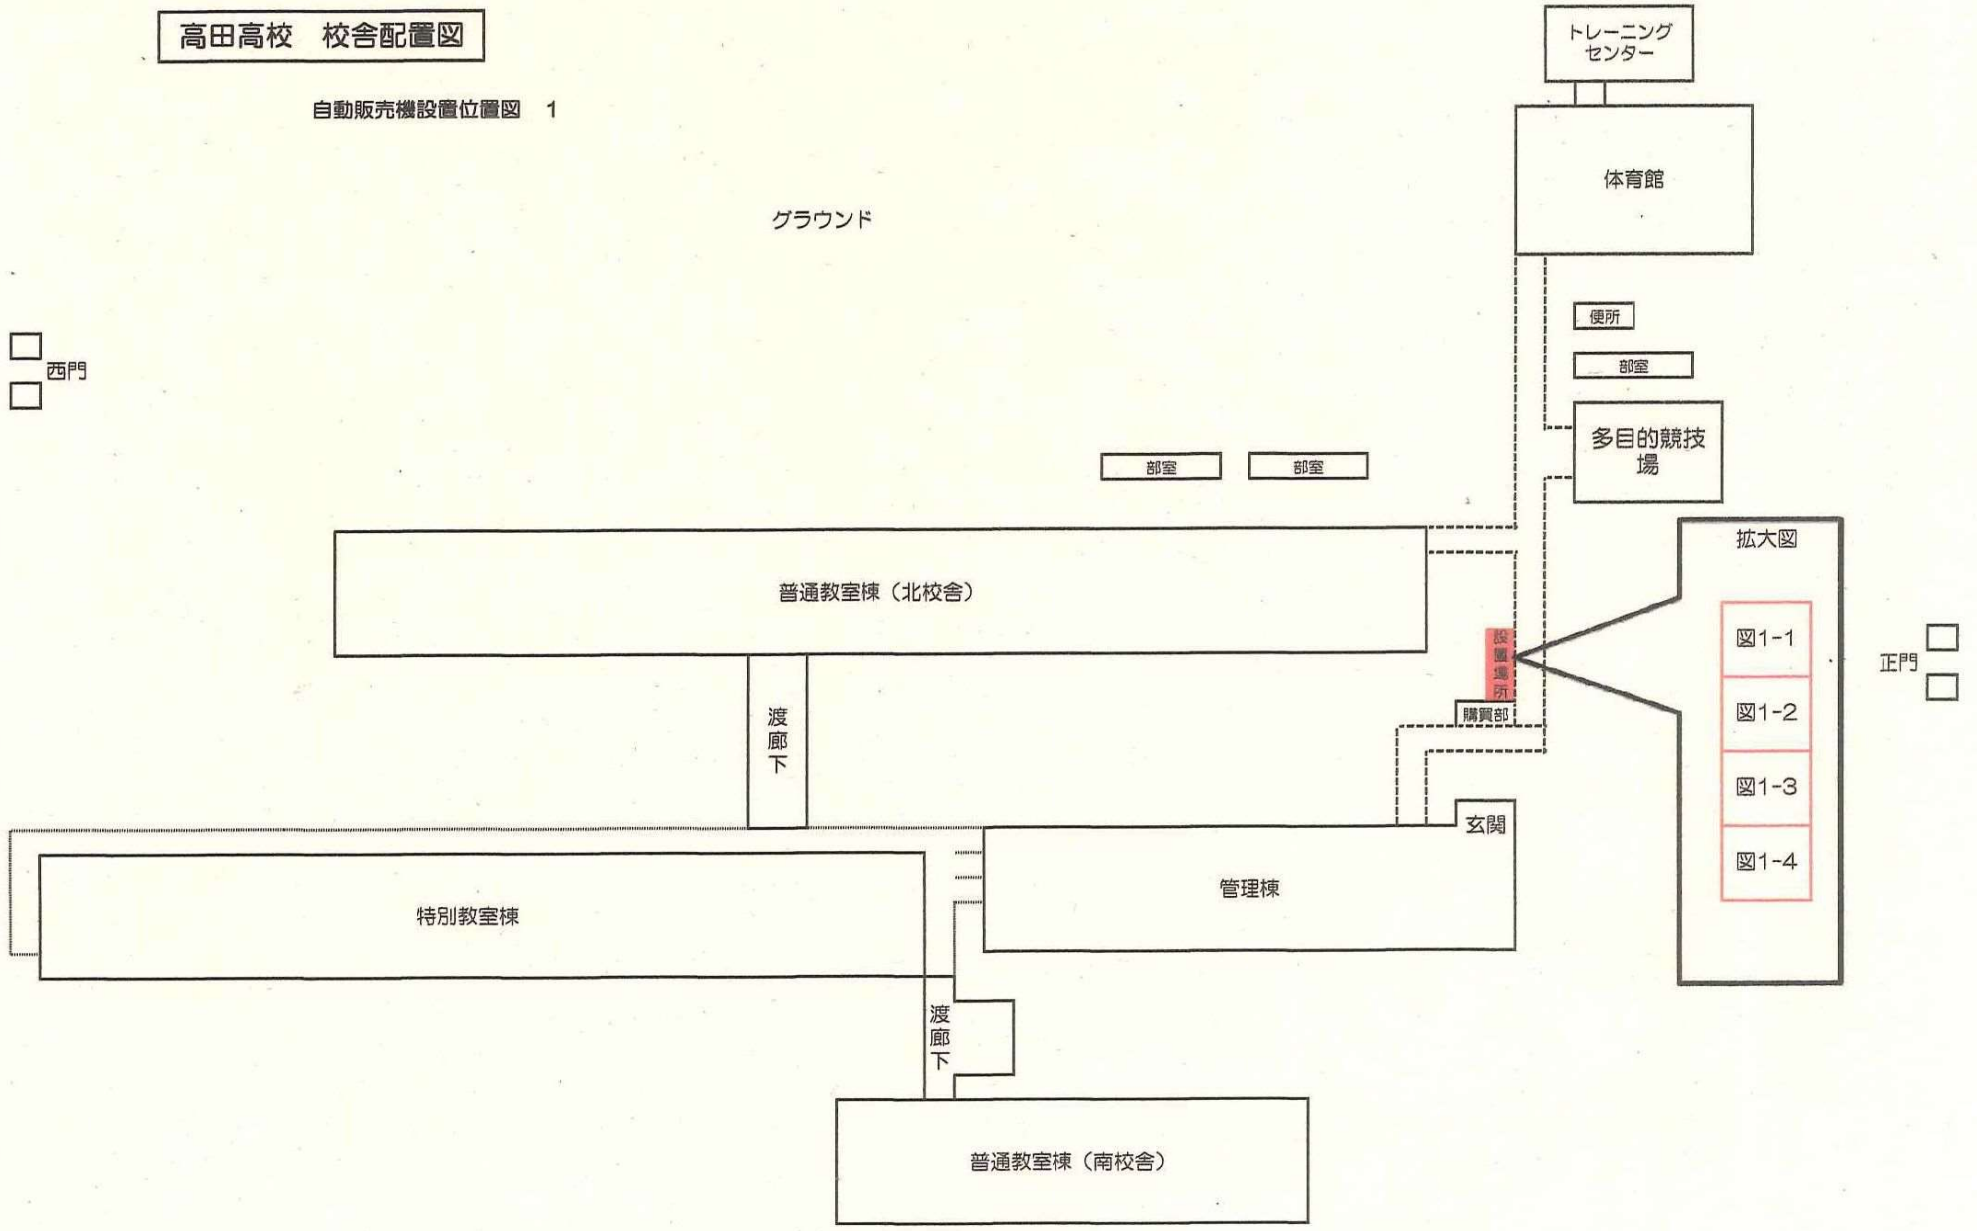 高田高校　校舎配置図
自動販売機設置位置図　1
トレーニング
センター
体育館
グラウンド
便所
西門
部室
多目的競技
場
部室
部室
拡大図
普通教室棟（北校舎）
設置場所
図1-1
正門
図1-2
購買部
渡廊下
図1-3
玄関
図1-4
管理棟
特別教室棟
渡廊下
普通教室棟（南校舎）